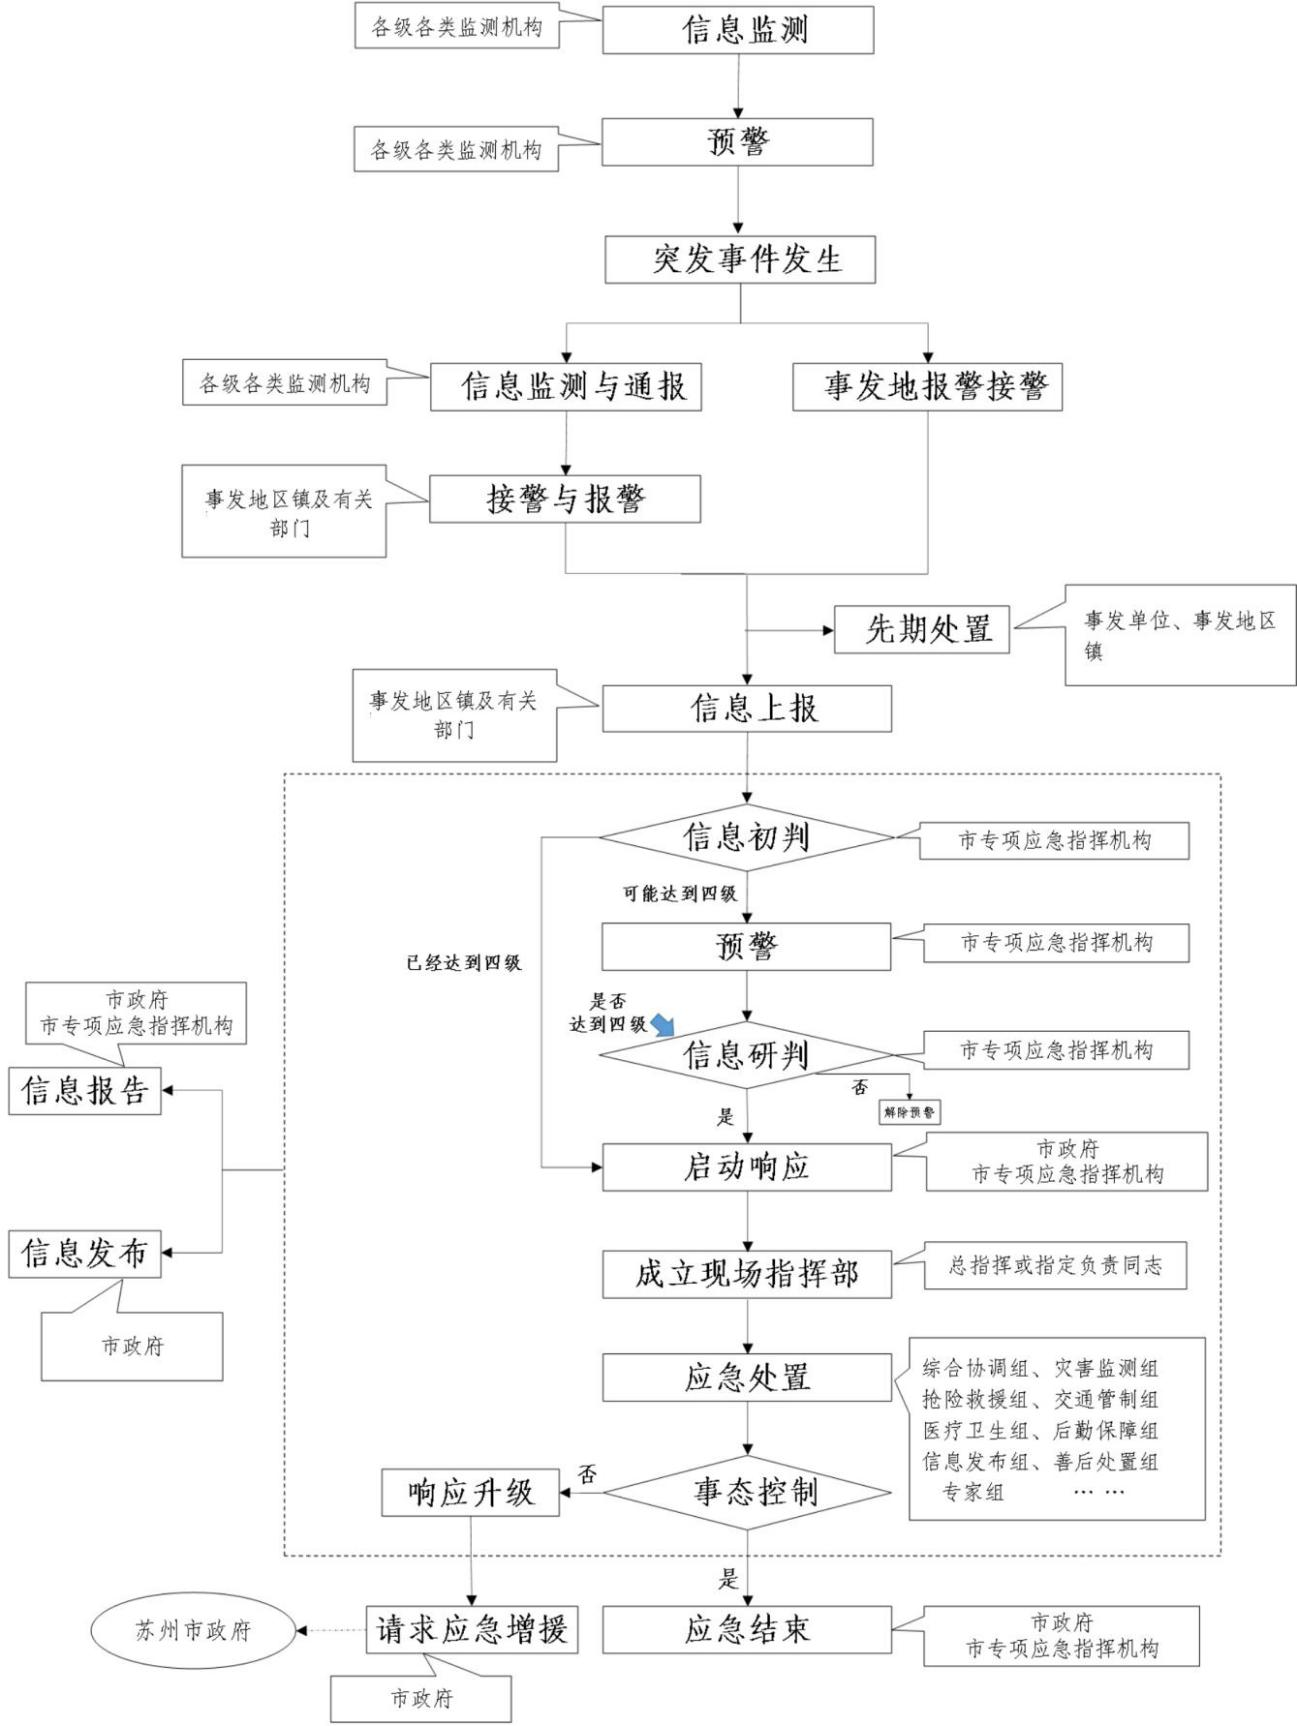 各级各类监测机构
信息监测
各级各类监测机构
预警
突发事件发生
各级各类监测机构
信息监测与通报
事发地报警接警
事发地区镇及有关
部门
接警与报警
先期处置
事发单位、事发地区
镇
事发地区镇及有关
部门
信息上报
信息初判
市专项应急指挥机构
可能达到四级
预警
市专项应急指挥机构
已经达到四级
是否
达到四级
信息研判
市专项应急指挥机构
否
解除预警
是
市政府
市专项应急指挥机构
信息报告
启动响应
市政府
市专项应急指挥机构
信息发布
市政府
成立现场指挥部
总指挥或指定负责同志
应急处置
综合协调组、灾害监测组
抢险救援组、交通管制组
医疗卫生组、后勤保障组
信息发布组、善后处置组
专家组 … …
响应升级
否
事态控制
是
苏州市政府
请求应急增援
市政府
应急结束
市政府
市专项应急指挥机构